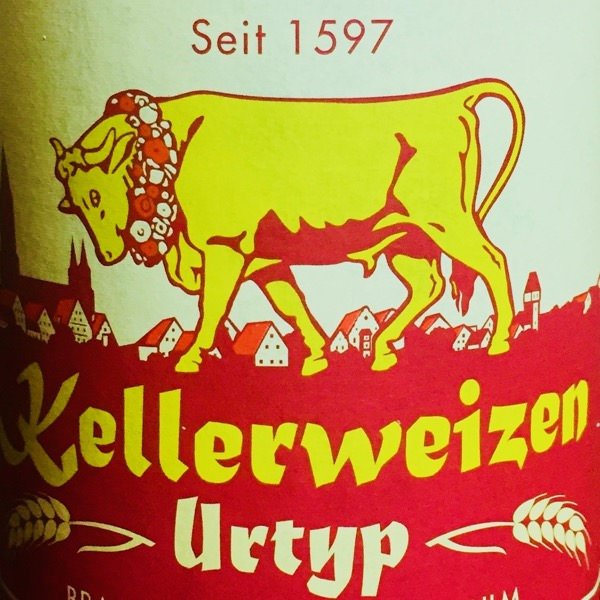 Seit 1597
Kellerweizen
Urtyp